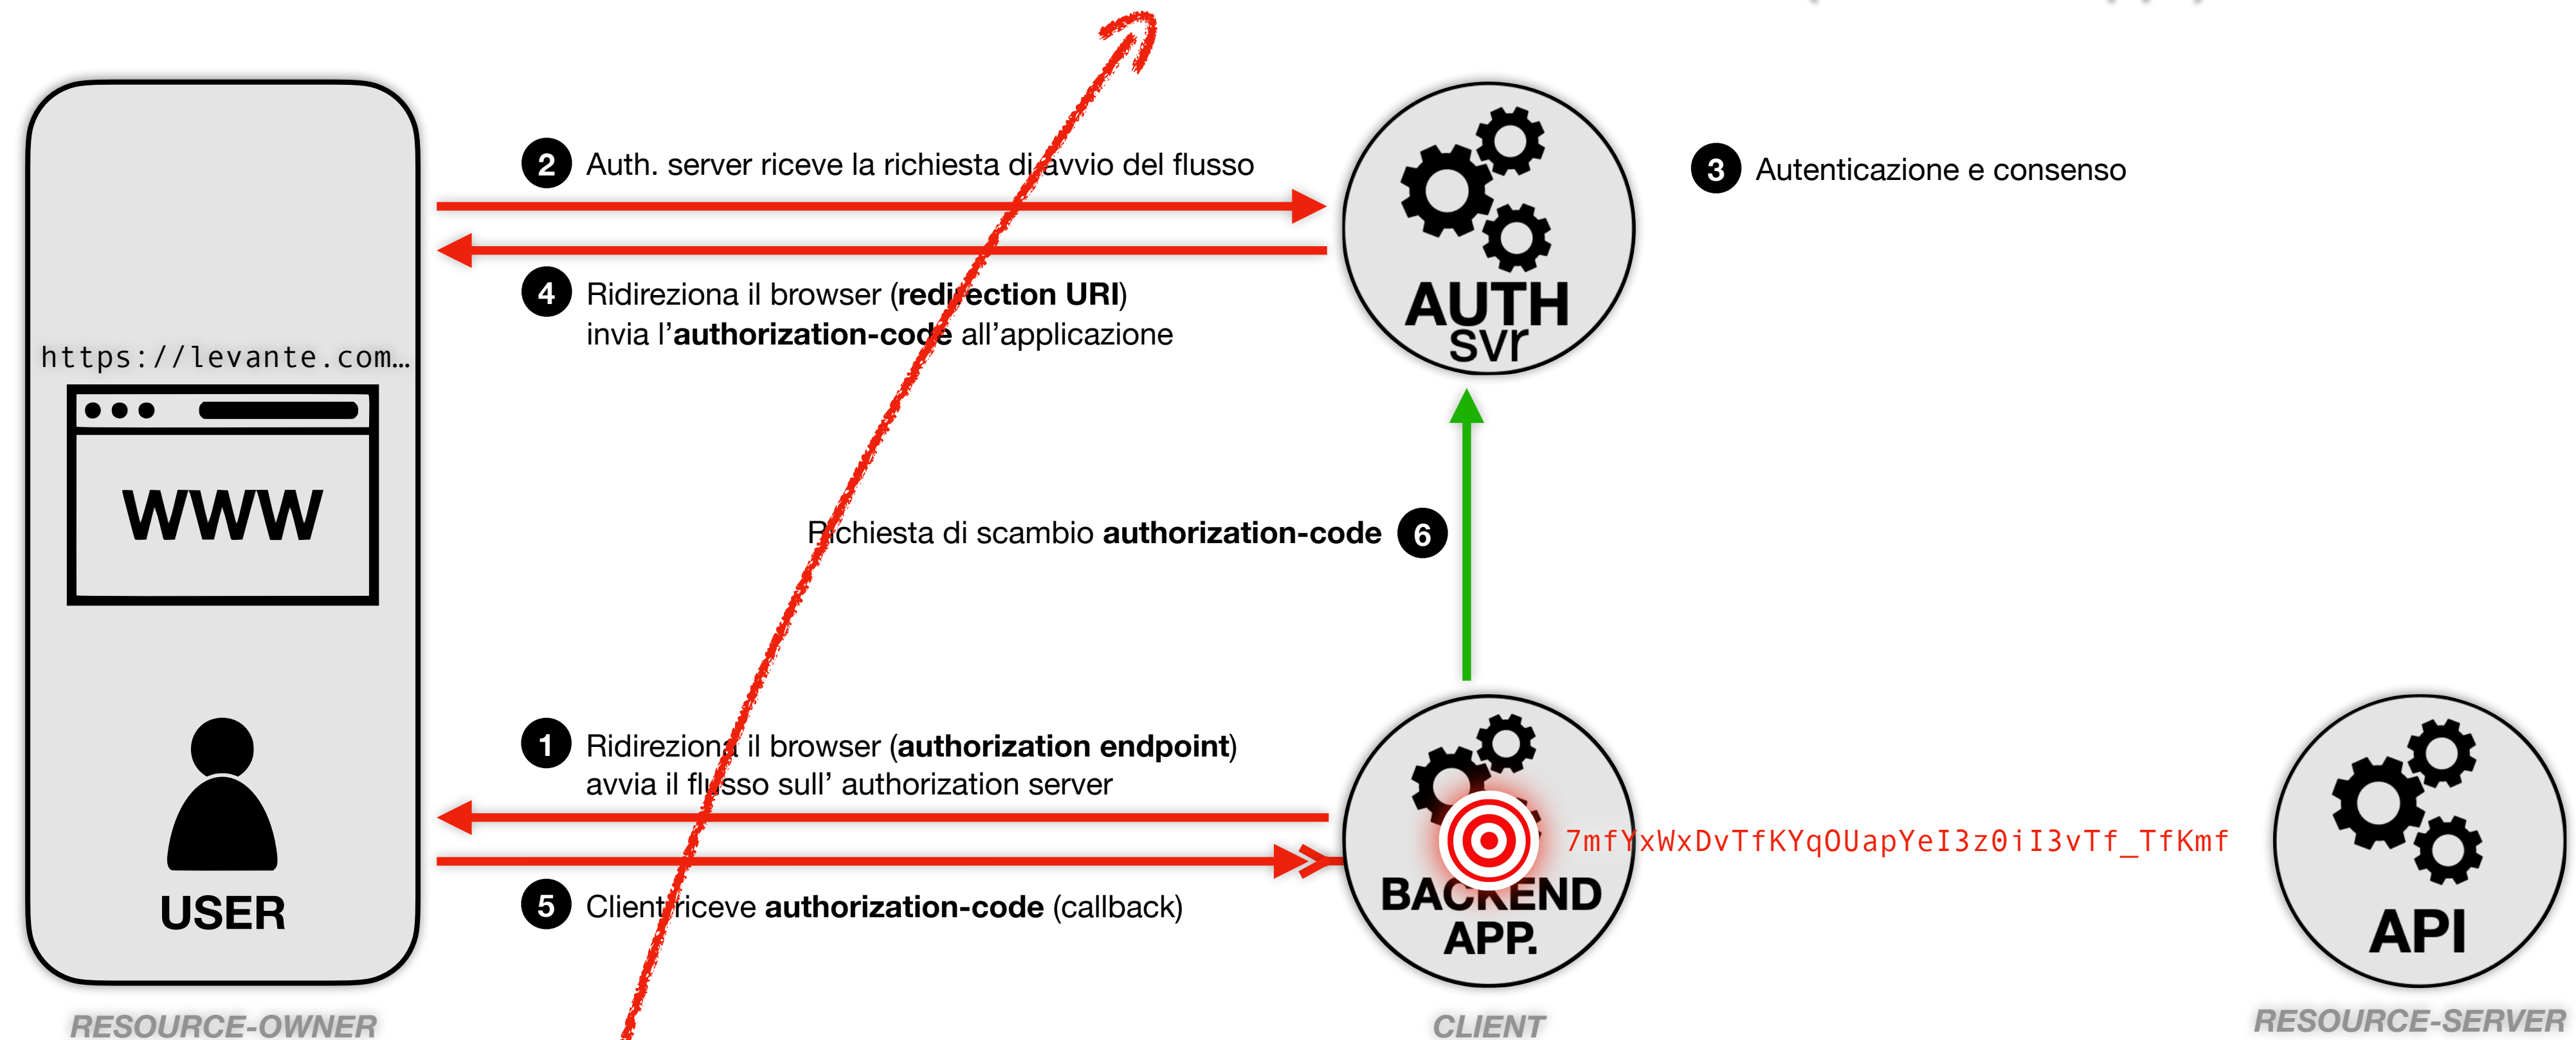 2 Auth. server riceve la richiesta di avvio del flusso
3 Autenticazione e consenso
4 Ridireziona il browser (redirection URI)
invia l’authorization-code all’applicazione
AUTH
svr
https://levante.com…
WWW
Richiesta di scambio authorization-code 6
1 Ridireziona il browser (authorization endpoint)
avvia il flusso sull’ authorization server
7mfYxWxDvTfKYqOUapYeI3z0iI3vTf_TfKmf
5 Client riceve authorization-code (callback)
USER
BACKEND
APP.
API
RESOURCE-OWNER
CLIENT
RESOURCE-SERVER